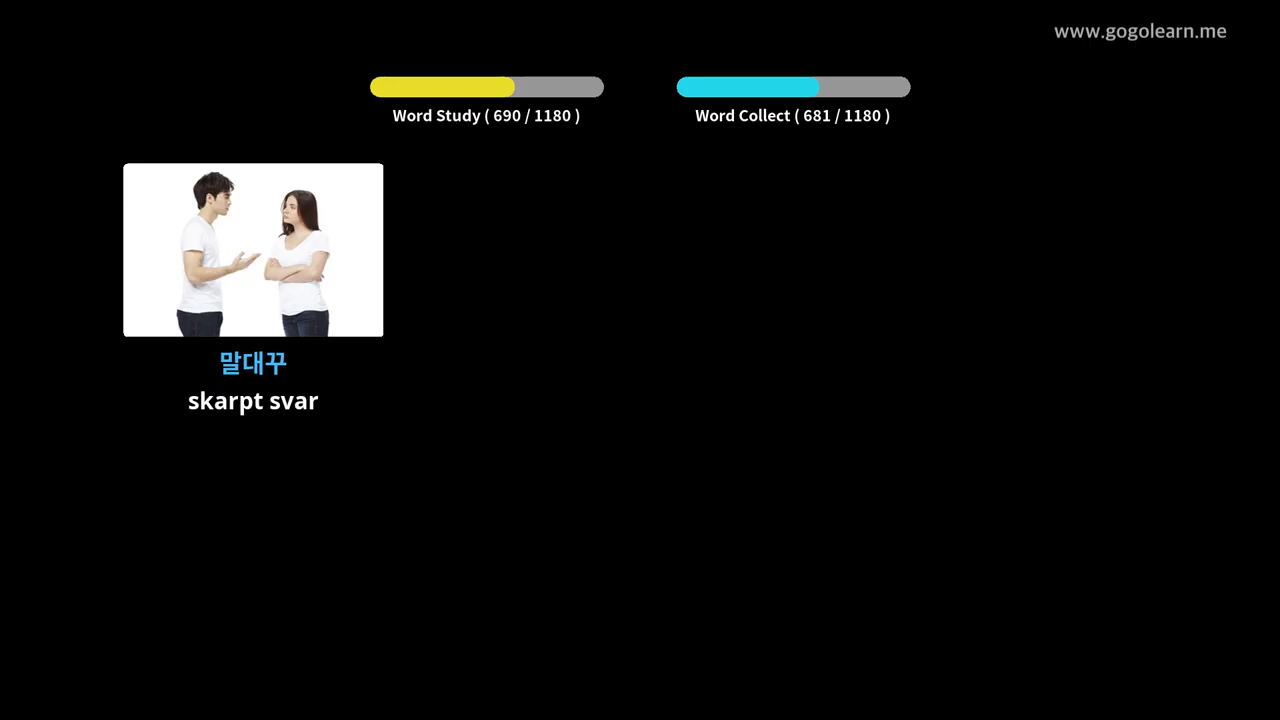 www.gogolearn.me
Word Study ( 690 / 1180 )
Word Collect ( 681 / 1180 )
말대꾸
skarpt svar